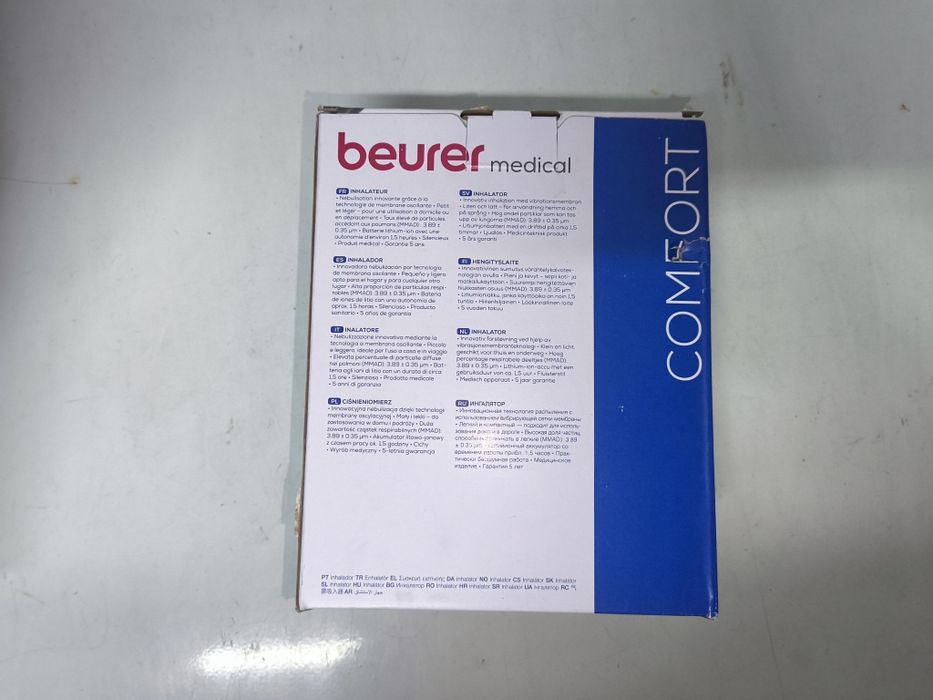 beurer medical
FR INHALATEUR
• Nébulisation innovante grâce à la
technologie de membrane oscillante • Petit
et léger – pour une utilisation à domicile ou
en déplacement • Taux élevé de particules
accédant aux poumons (MMAD): 3.89 ±
0.35 µm • Batterie lithium-ion avec une
autonomie d'environ 1,5 heures • Silencieux
• Produit médical • Garantie 5 ans
ES INHALADOR
• Innovadora nebulización por tecnología
de membrana oscilante • Pequeño y ligero
apto para el hogar y para cualquier otro
lugar • Alta proporción de partículas respi-
rables (MMAD): 3.89 ± 0.35 µm • Batería
de iones de litio con una autonomía de
aprox. 1,5 horas • Silencioso • Producto
sanitario • 5 años de garantía
IT INALATORE
• Nebulizzazione innovativa mediante la
tecnologia a membrana oscillante • Piccolo
e leggero, ideale per l'uso a casa e in viaggio
• Elevata percentuale di particelle diffuse
nei polmoni (MMAD): 3.89 ± 0.35 µm • Bat-
teria agli ioni di litio con un durata di circa
1,5 ore • Silenzioso • Prodotto medicale
• 5 anni di garanzia
PL CIŚNIENIOMIERZ
• Innowacyjna nebulizacja dzięki technologii
membrany oscylacyjnej • Mały i lekki – do
zastosowania w domu i podróży • Duża
zawartość cząstek respirabilnych (MMAD):
3.89 ± 0.35 µm • Akumulator litowo-jonowy
z czasem pracy ok. 1,5 godziny • Cichy
• Wyrób medyczny • 5-letnia gwarancja
SV INHALATOR
• Innovativ inhalation med vibrationsmembran
• Liten och lätt – för användning hemma och
på språng • Hög andel partiklar som kan tas
upp av lungorna (MMAD): 3,89 ± 0,35 µm
• Litiumjonbatteri med en drifttid på cirka 1,5
timmar • Ljudlös • Medicinteknisk produkt
• 5 års garanti
FI HENGITYSLAITE
• Innovatiivinen sumutus värähtelykalvotek-
nologian avulla • Pieni ja kevyt – sopii koti- ja
matkakäyttöön • Suurempi hengitettävien
hiukkasten osuus (MMAD): 3.89 ± 0.35 µm
• Litiumioniakku, jonka käyttöaika on noin 1,5
tuntia • Hiirenhiljainen • Lääkinnällinen laite
• 5 vuoden takuu
NL INHALATOR
• Innovatief verstuiving met hulp
vibrasjonsmembranteknologi • Klein en licht,
geschikt voor thuis en onderweg • Hoog
percentage respirabele deeltjes (MMAD):
3.89 ± 0.35 µm • Lithium-ion-accu met een
gebruiksduur van ca. 1,5 uur • Fluisterstil
• Medisch apparaat • 5 jaar garantie
RU ИНГАЛЯТОР
• Инновационная технология распыления с
использованием вибрирующей сетки мембраны
• Легкий и компактный — подходит для исполь-
зования дома и в дороге • Высокая доля частиц,
способных проникать в легкие (MMAD): 3.89
± 0.35 µm • Литий-ионный аккумулятор со
временем работы прибл. 1,5 часов • Прак-
тически бесшумная работа • Медицинское
изделие • Гарантия 5 лет
PT Inhalador TR Enhalatör EL Συσκευή εισπνοής DA Inhalator NO Inhalator CS Inhalátor SK Inhalátor
SL Inhalator HU Inhalátor BG Инхалатор RO Inhalator HR Inhalator SR Inhalator UA Інгалятор RC
吸入器 AR جهاز الاستنشاق
COMFORT